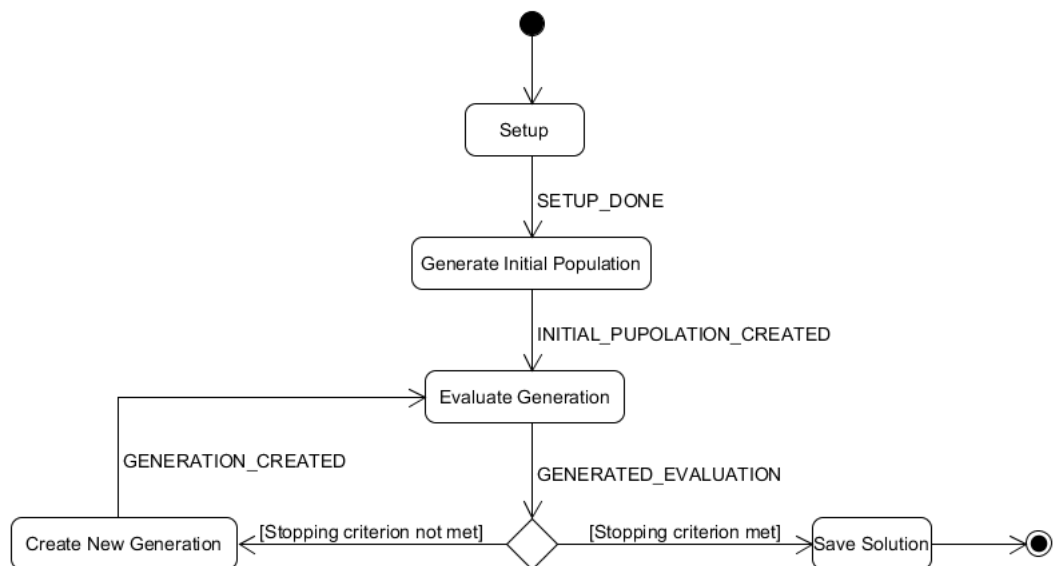 Setup
SETUP_DONE
Generate Initial Population
INITIAL_PUPOLATION_CREATED
Evaluate Generation
GENERATION_CREATED
GENERATED_EVALUATION
Create New Generation
[Stopping criterion not met]
[Stopping criterion met]
Save Solution